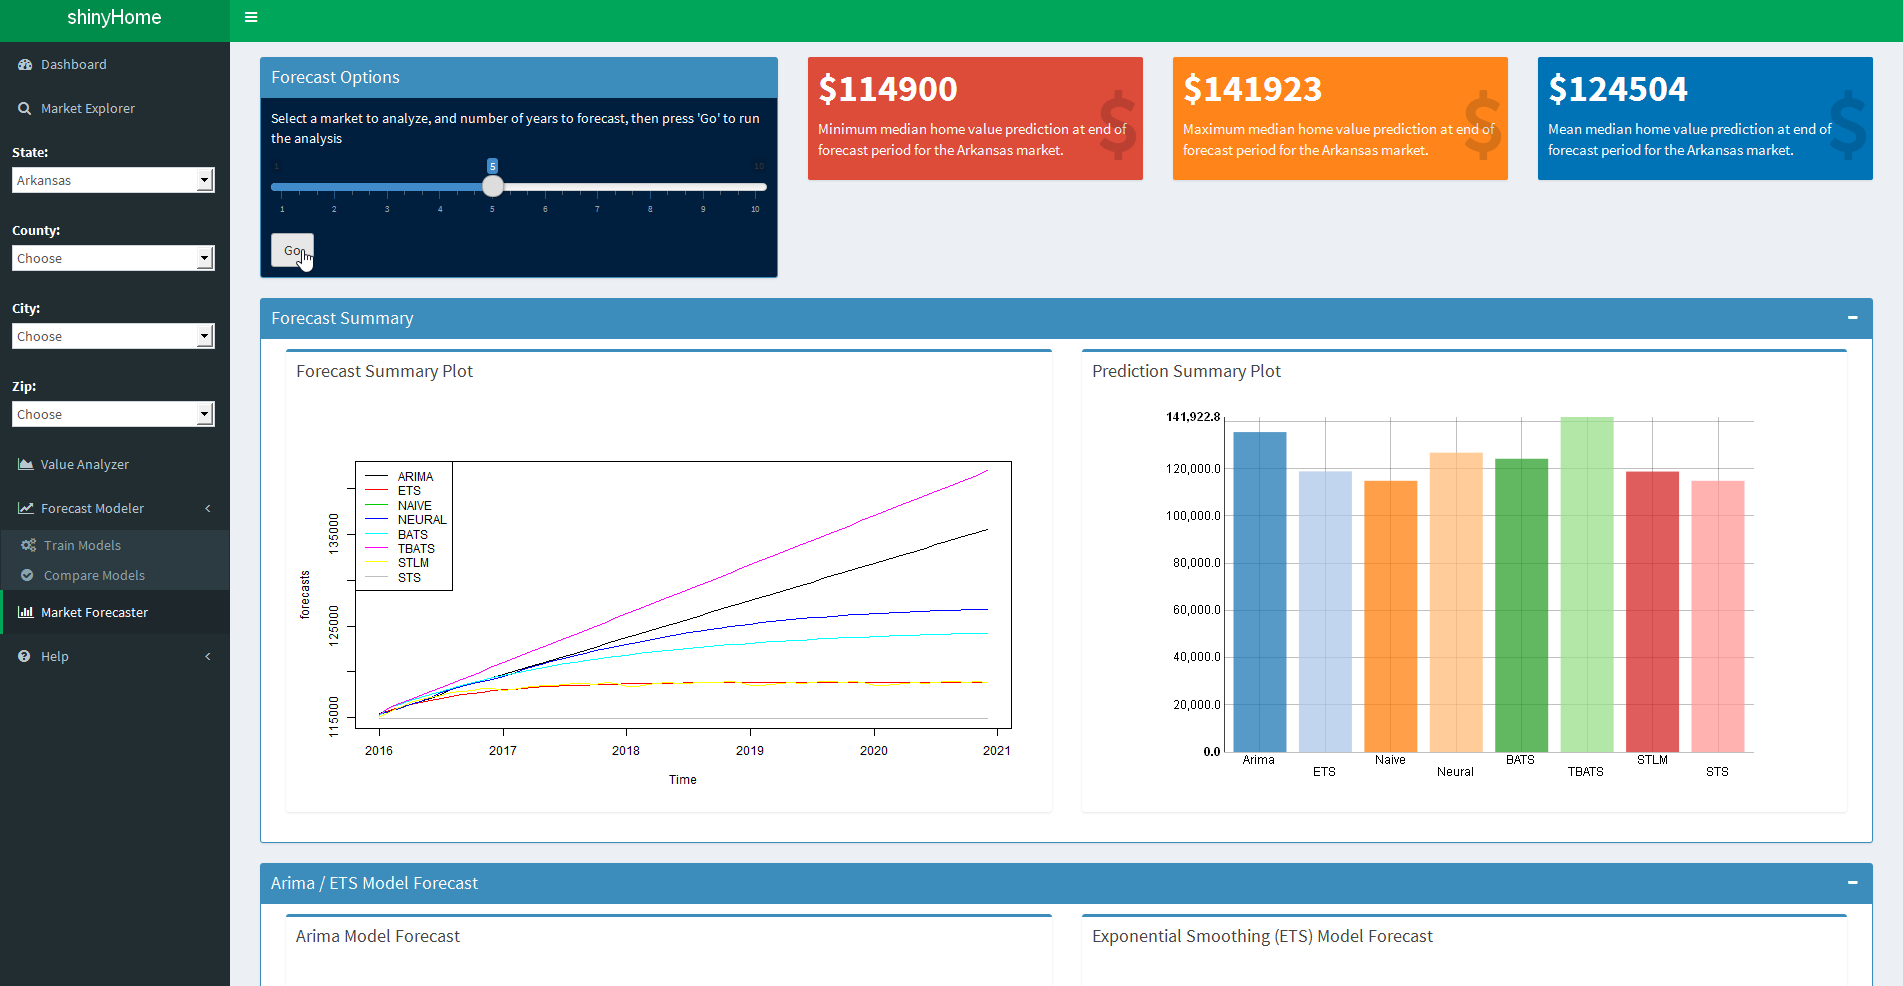 shinyHome
Dashboard
Market Explorer
State:
Arkansas
County:
Choose
City:
Choose
Zip:
Choose
Value Analyzer
Forecast Modeler
Train Models
Compare Models
Market Forecaster
Help
Forecast Options
Select a market to analyze, and number of years to forecast, then press 'Go' to run
the analysis
1 5 10
1 2 3 4 5 6 7 8 9 10
Go
$114900
Minimum median home value prediction at end of
forecast period for the Arkansas market.
$141923
Maximum median home value prediction at end of
forecast period for the Arkansas market.
$124504
Mean median home value prediction at end of
forecast period for the Arkansas market.
Forecast Summary
Forecast Summary Plot
ARIMA
ETS
NAIVE
NEURAL
BATS
TBATS
STLM
STS
forecasts
135000
125000
115000
2016 2017 2018 2019 2020 2021
Time
Prediction Summary Plot
141,922.8
120,000.0
100,000.0
80,000.0
60,000.0
40,000.0
20,000.0
0.0
Arima ETS Naive Neural BATS TBATS STLM STS
Arima / ETS Model Forecast
Arima Model Forecast
Exponential Smoothing (ETS) Model Forecast